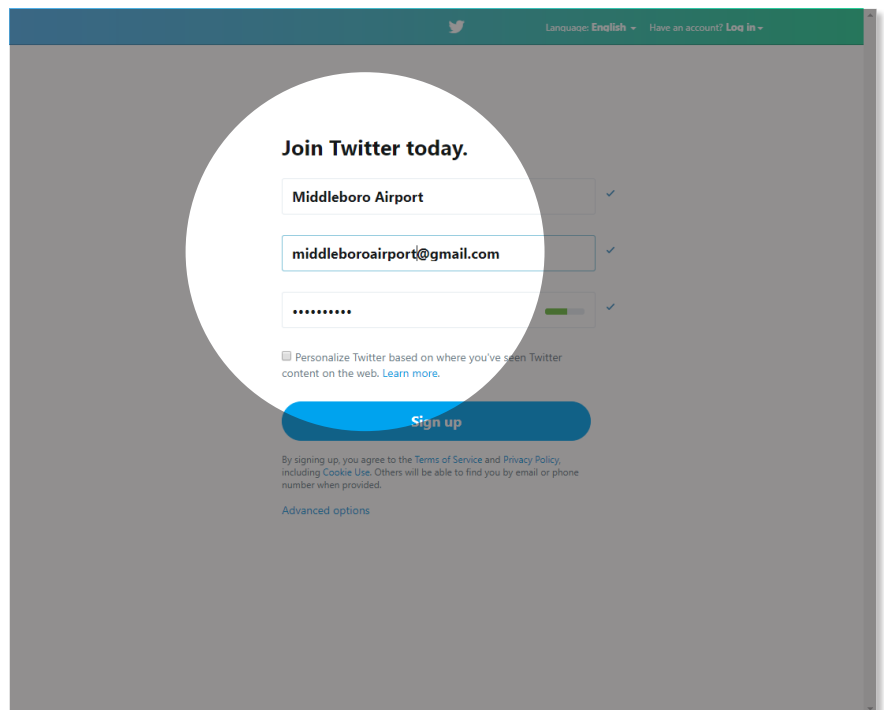 Language: English Have an account? Log in
Join Twitter today.
Middleboro Airport
middleboroairport@gmail.com
••••••••••
Personalize Twitter based on where you've seen Twitter
content on the web. Learn more.
Sign up
By signing up, you agree to the Terms of Service and Privacy Policy,
including Cookie Use. Others will be able to find you by email or phone
number when provided.
Advanced options